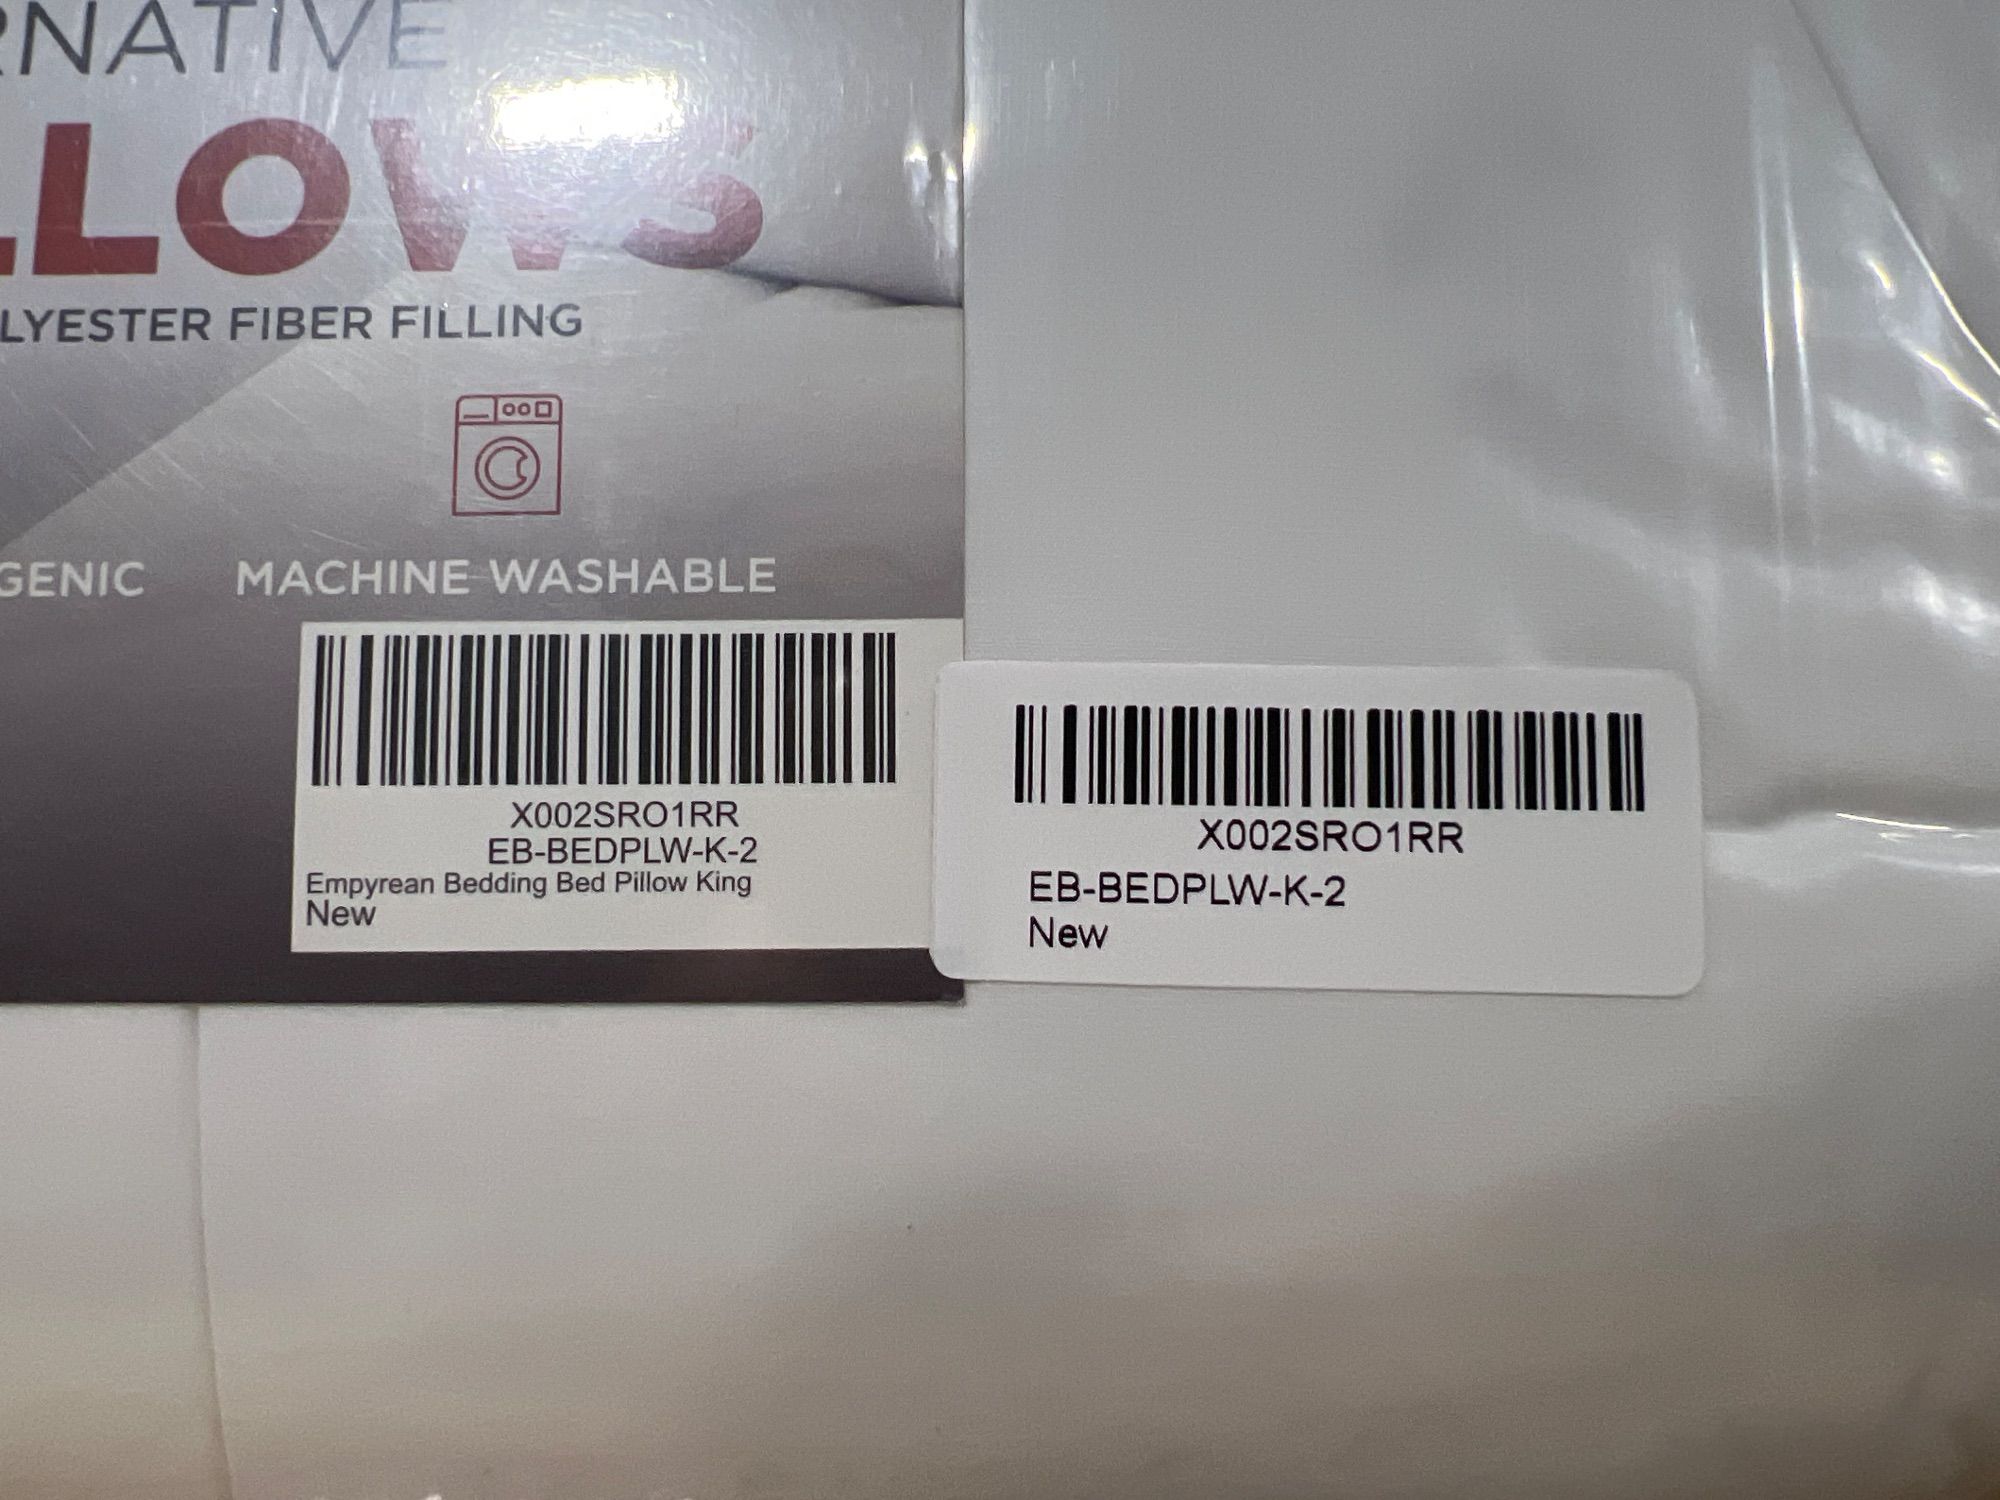 RNATIVE
LLOWS
LYESTER FIBER FILLING
GENIC MACHINE WASHABLE
X002SRO1RR
EB-BEDPLW-K-2
Empyrean Bedding Bed Pillow King
New
X002SRO1RR
EB-BEDPLW-K-2
New